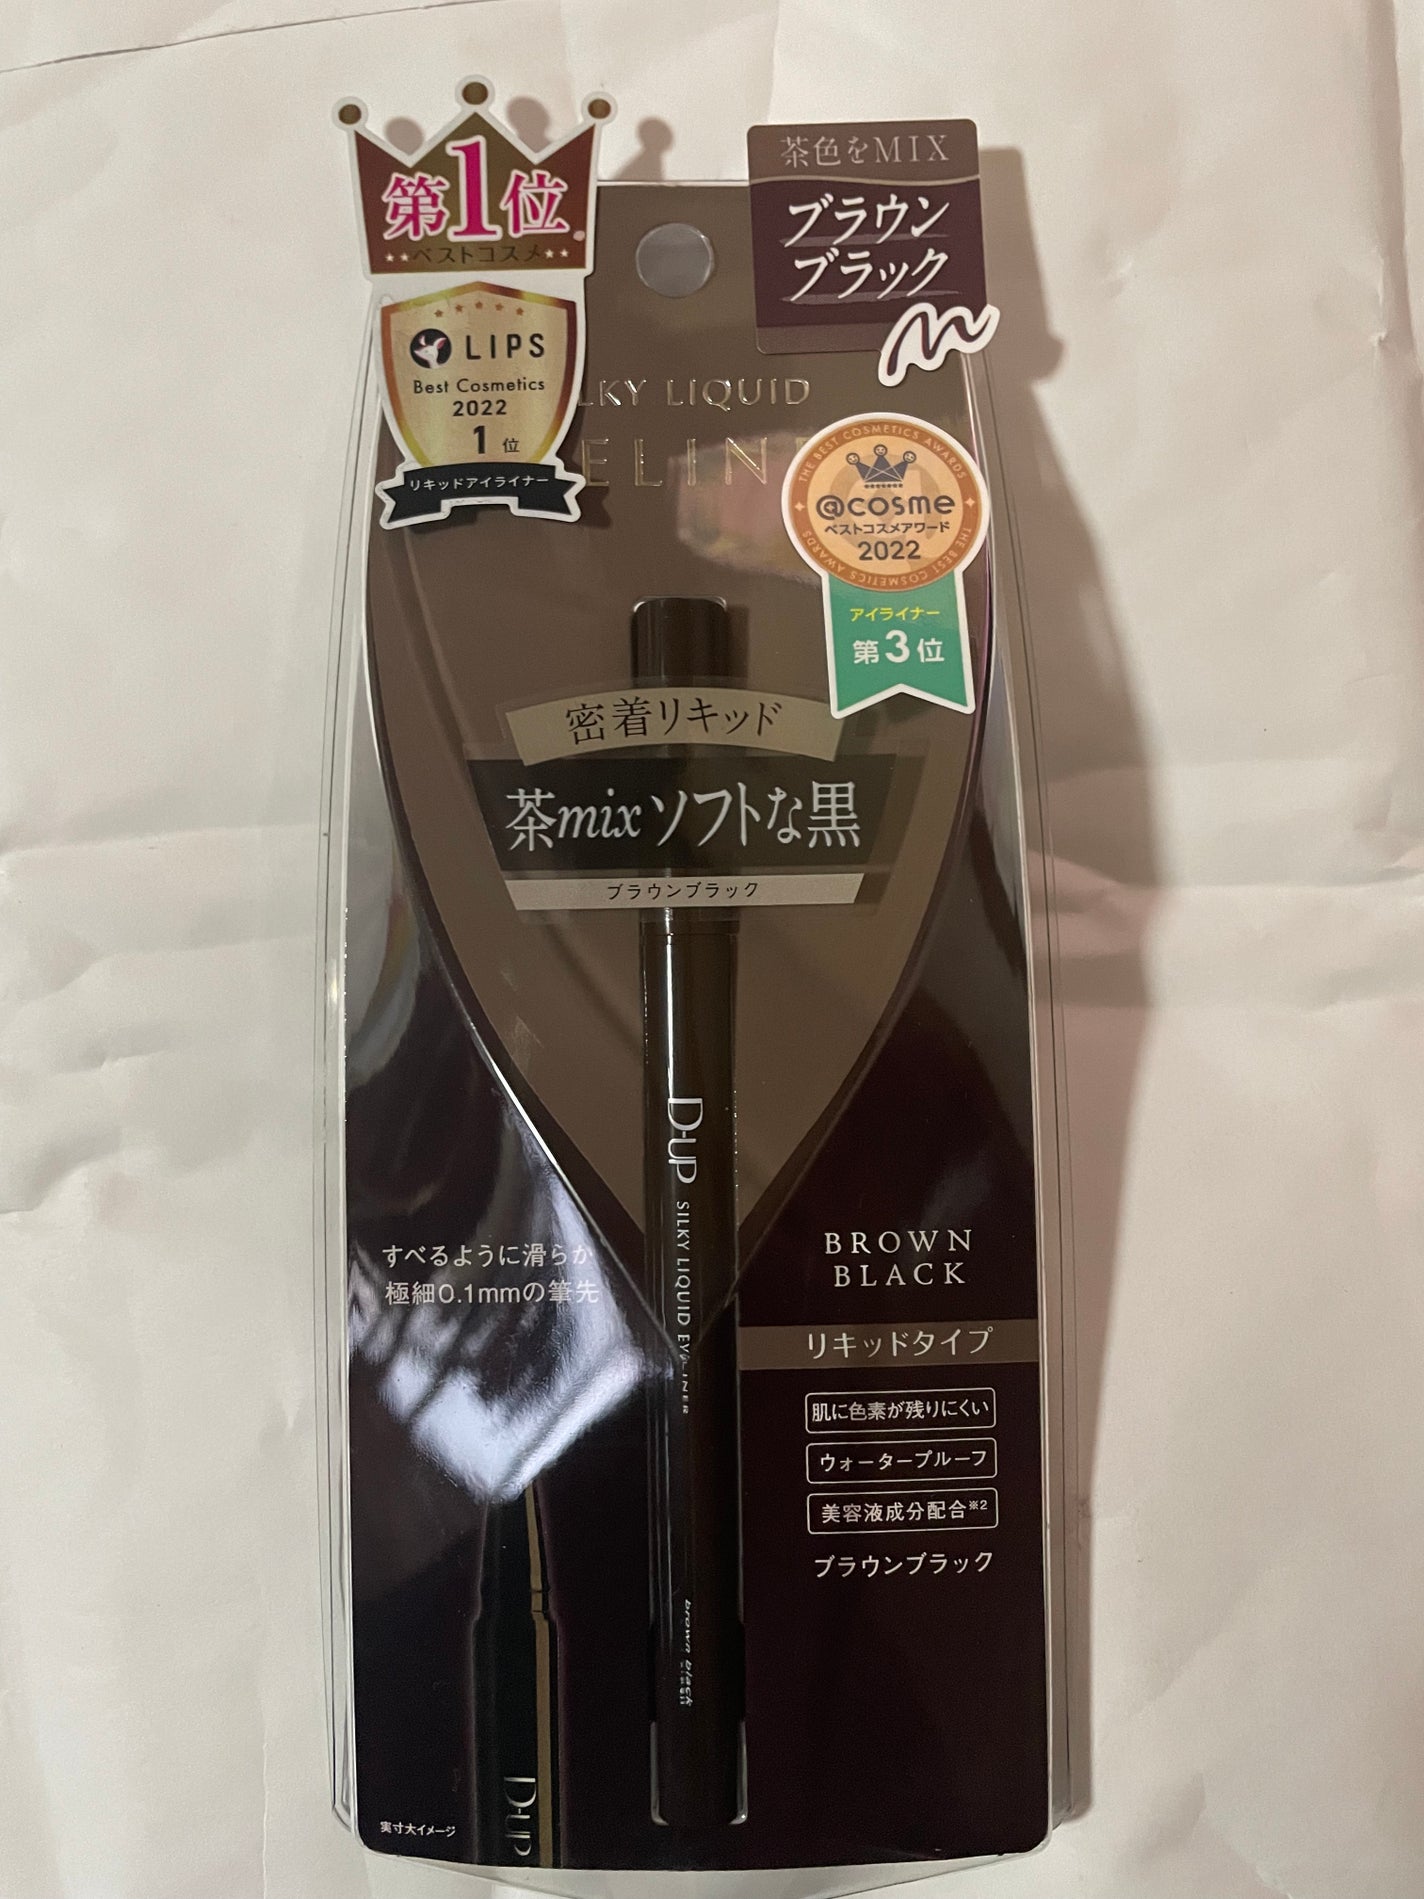 第1位
★★ベストコスメ★★
LIPS
Best Cosmetics
2022
1位
リキッドアイライナー
茶色をMIX
ブラウン
ブラック
LKY LIQUID
ELIN
THE BEST COSMETICS AWARDS
@cosme
ベストコスメアワード
2022
THE BEST COSMETICS AWARDS
アイライナー
第3位
密着リキッド
茶mixソフトな黒
ブラウンブラック
D-UP SILKY LIQUID EYELINER
brown black
すべるように滑らか
極細0.1mmの筆先
BROWN
BLACK
リキッドタイプ
肌に色素が残りにくい
ウォータープルーフ
美容液成分配合※2
ブラウンブラック
D-UP
実寸大イメージ